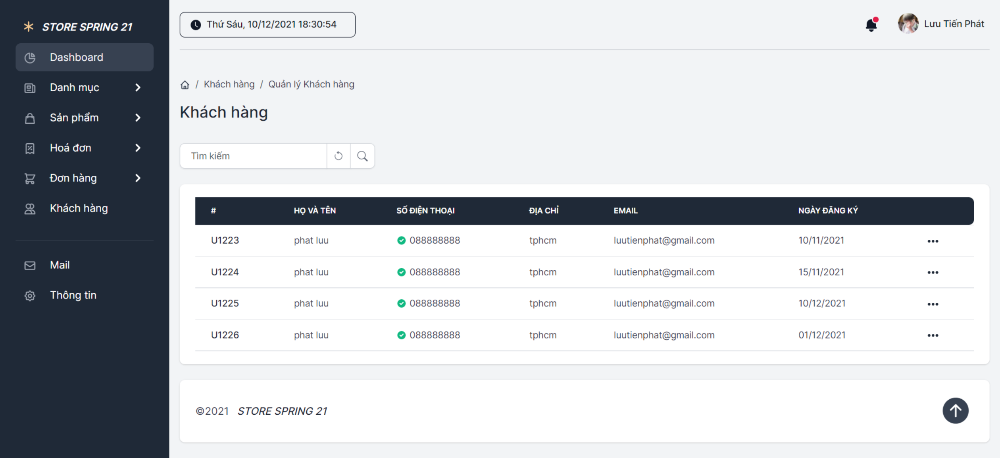 STORE SPRING 21
Dashboard
Danh mục
Sản phẩm
Hoá đơn
Đơn hàng
Khách hàng
Mail
Thông tin
Thứ Sáu, 10/12/2021 18:30:54
Lưu Tiến Phát
/ Khách hàng / Quản lý Khách hàng
Khách hàng
Tìm kiếm
# HỌ VÀ TÊN SỐ ĐIỆN THOẠI ĐỊA CHỈ EMAIL NGÀY ĐĂNG KÝ
U1223 phat luu 088888888 tphcm luutienphat@gmail.com 10/11/2021
U1224 phat luu 088888888 tphcm luutienphat@gmail.com 15/11/2021
U1225 phat luu 088888888 tphcm luutienphat@gmail.com 10/12/2021
U1226 phat luu 088888888 tphcm luutienphat@gmail.com 01/12/2021
©2021 STORE SPRING 21